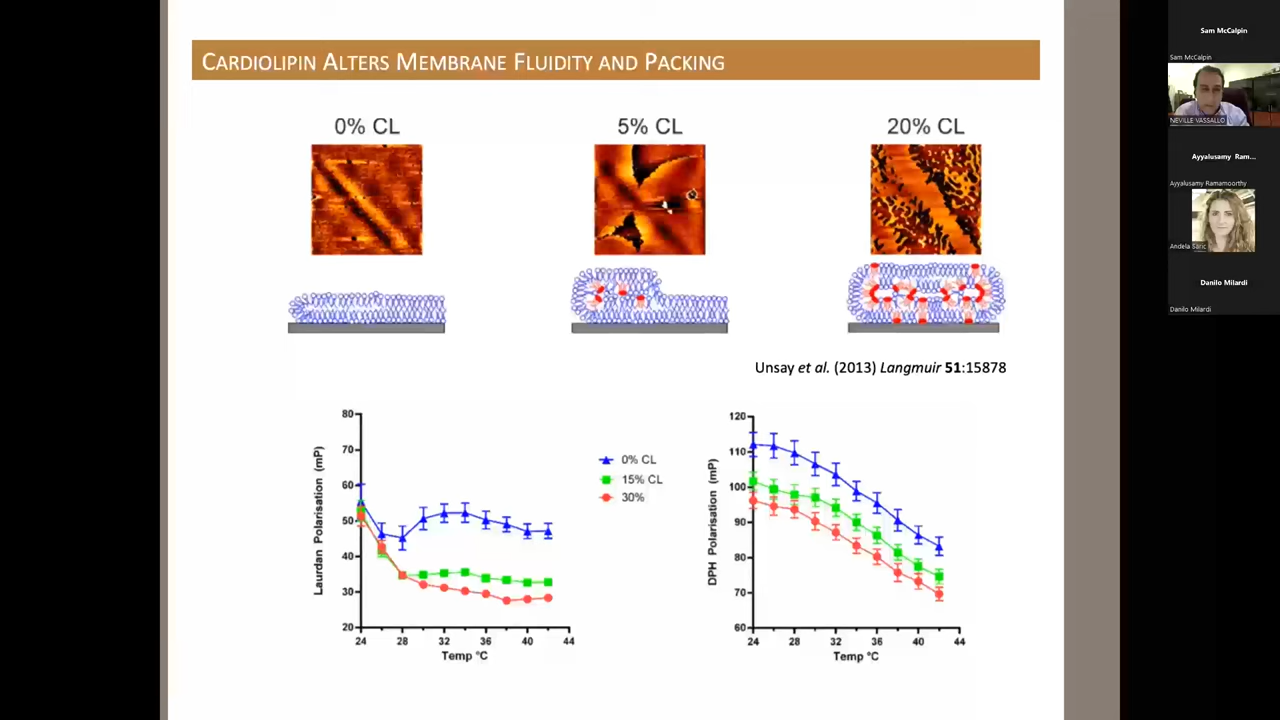 CARDIOLIPIN ALTERS MEMBRANE FLUIDITY AND PACKING
0% CL
5% CL
20% CL
Unsay et al. (2013) Langmuir 51:15878
80
70
60
50
40
30
20
Laurdan Polarisation (mP)
24 28 32 36 40 44
Temp °C
0% CL
15% CL
30%
120
110
100
90
80
70
60
DPH Polarisation (mP)
24 28 32 36 40 44
Temp °C
Sam McCalpin
Sam McCalpin
NEVILLE VASSALLO
Ayyalusamy Ram...
Ayyalusamy Ramamoorthy
Andela Saric
Danilo Milardi
Danilo Milardi